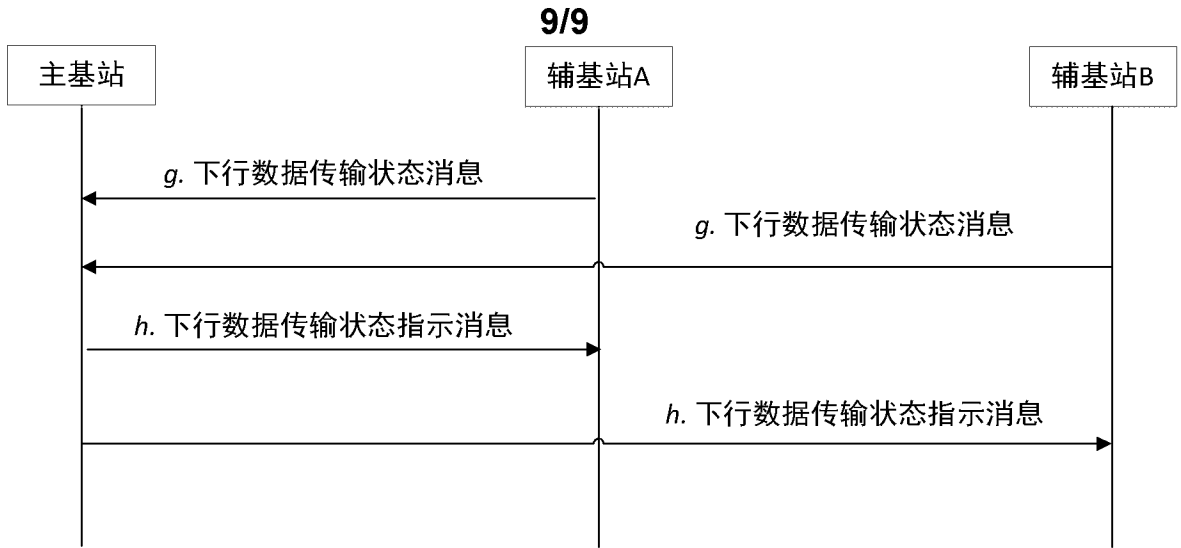 9/9
主基站
辅基站A
辅基站B
g. 下行数据传输状态消息
g. 下行数据传输状态消息
h. 下行数据传输状态指示消息
h. 下行数据传输状态指示消息